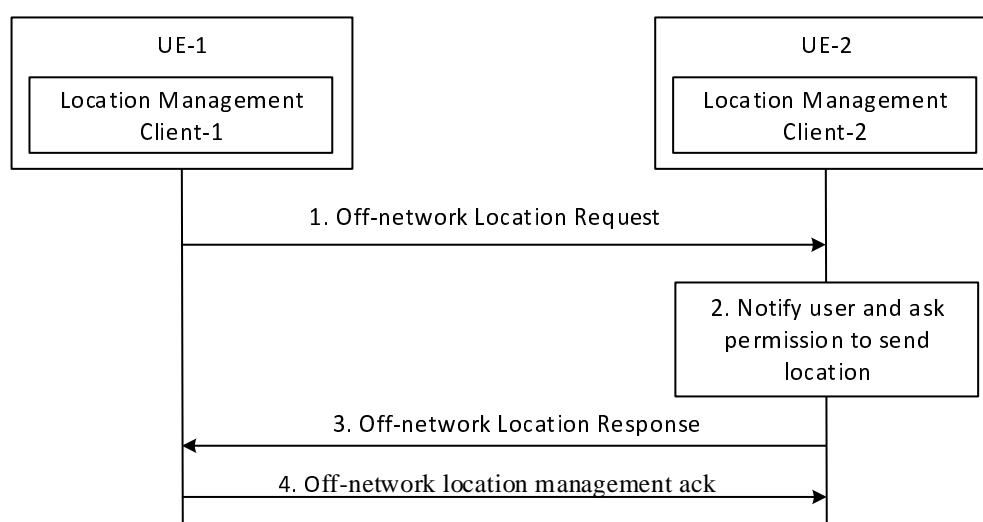 UE-1
Location Management
Client-1
UE-2
Location Management
Client-2
1. Off-network Location Request
2. Notify user and ask
permission to send
location
3. Off-network Location Response
4. Off-network location management ack